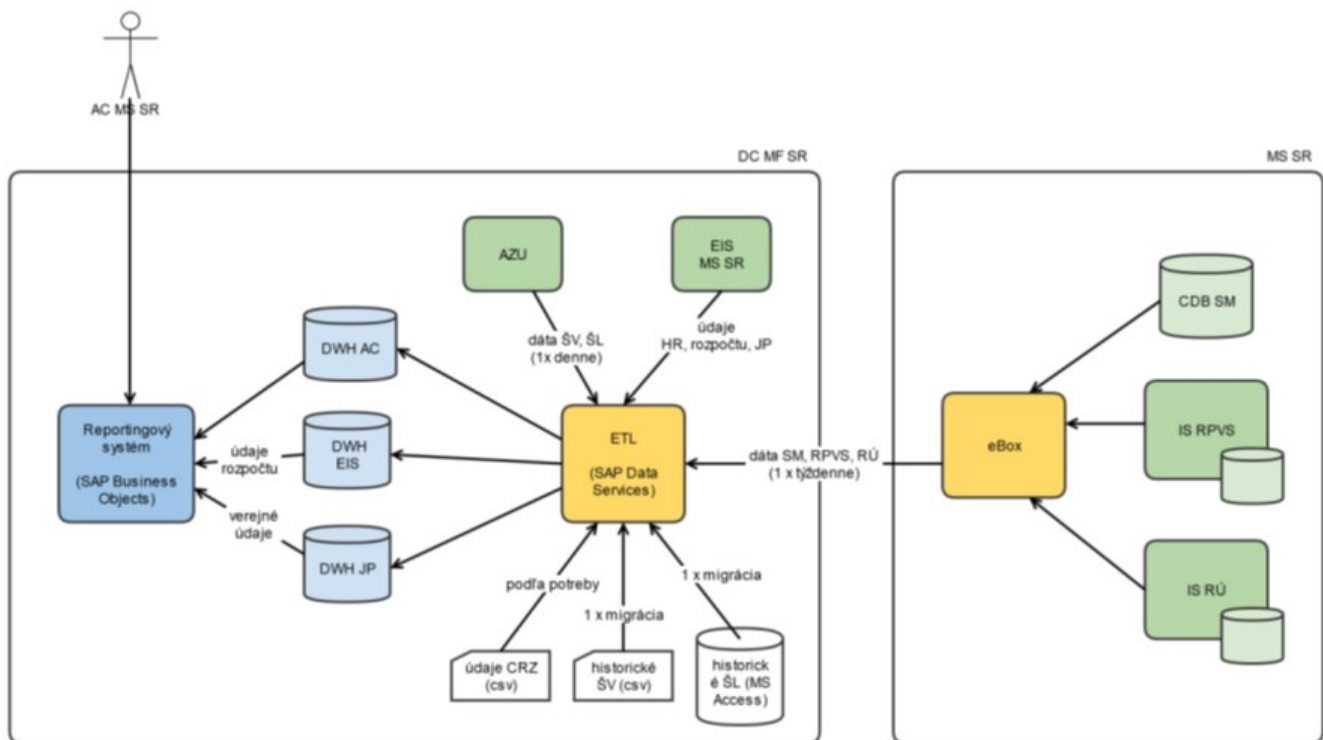 AC MS SR
DC MF SR
MS SR
AZU
EIS
MS SR
CDB SM
dáta ŠV, ŠL
(1x denne)
údaje
HR, rozpočtu, JP
DWH AC
Reportingový
systém
(SAP Business
Objects)
údaje
rozpočtu
DWH
EIS
ETL
(SAP Data
Services)
dáta SM, RPVS, RÚ
(1 x týždenne)
eBox
IS RPVS
verejné
údaje
DWH JP
podľa potreby
1 x migrácia
1 x migrácia
IS RÚ
údaje CRZ
(csv)
historické
ŠV (csv)
historick
é ŠL (MS
Access)